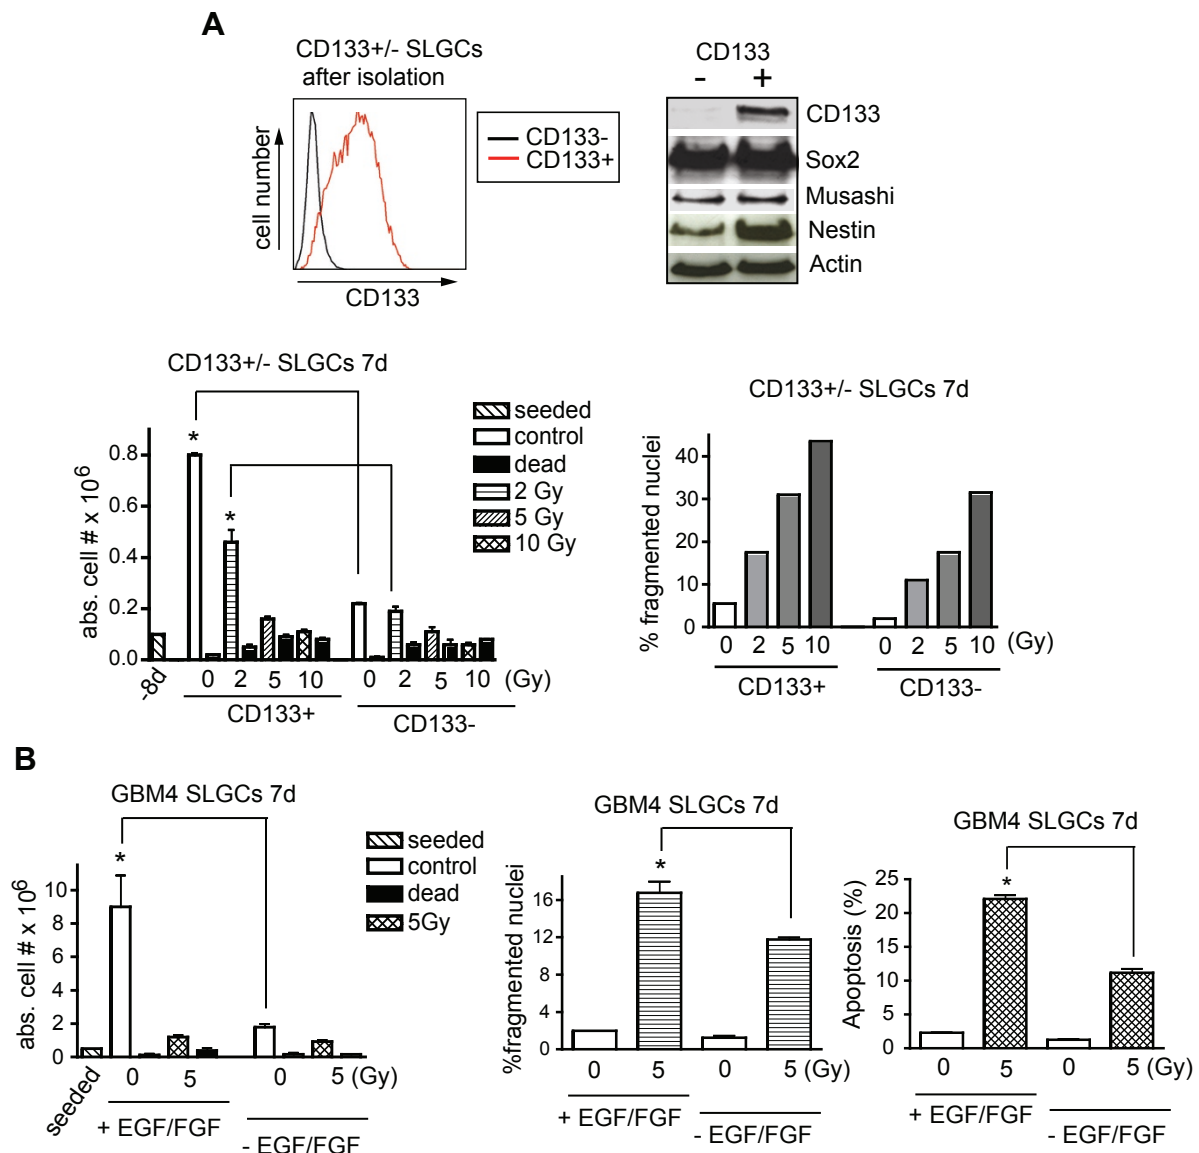 A
CD133+/- SLGCs
after isolation
cell number
CD133
CD133-
CD133+
CD133
- +
CD133
Sox2
Musashi
Nestin
Actin
CD133+/- SLGCs 7d
abs. cell # x 10⁶
0.8
0.6
0.4
0.2
0.0
*
*
-8d
0 2 5 10 0 2 5 10 (Gy)
CD133+ CD133-
seeded
control
dead
2 Gy
5 Gy
10 Gy
CD133+/- SLGCs 7d
% fragmented nuclei
40
30
20
10
0
0 2 5 10 0 2 5 10 (Gy)
CD133+ CD133-
B
GBM4 SLGCs 7d
abs. cell # x 10⁶
10
8
6
4
2
0
*
seeded
0 5 0 5 (Gy)
+ EGF/FGF - EGF/FGF
seeded
control
dead
5Gy
GBM4 SLGCs 7d
%fragmented nuclei
16
12
8
4
0
*
0 5 0 5 (Gy)
+ EGF/FGF - EGF/FGF
GBM4 SLGCs 7d
Apoptosis (%)
25
20
15
10
5
0
*
0 5 0 5 (Gy)
+ EGF/FGF - EGF/FGF